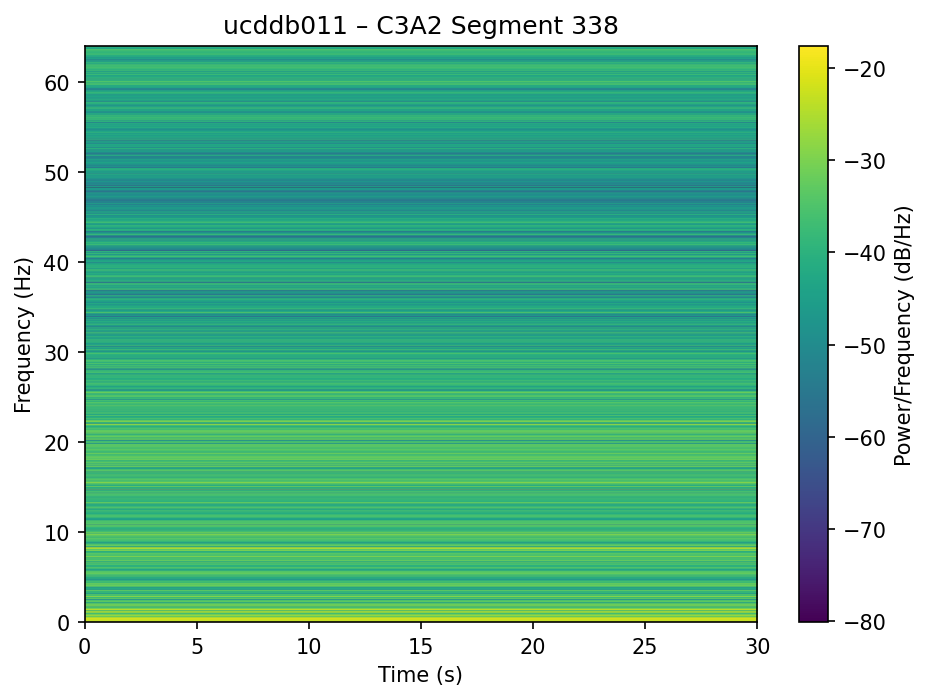 ucddb011 – C3A2 Segment 338
60
50
40
30
20
10
0
Frequency (Hz)
0 5 10 15 20 25 30
Time (s)
−20
−30
−40
−50
−60
−70
−80
Power/Frequency (dB/Hz)